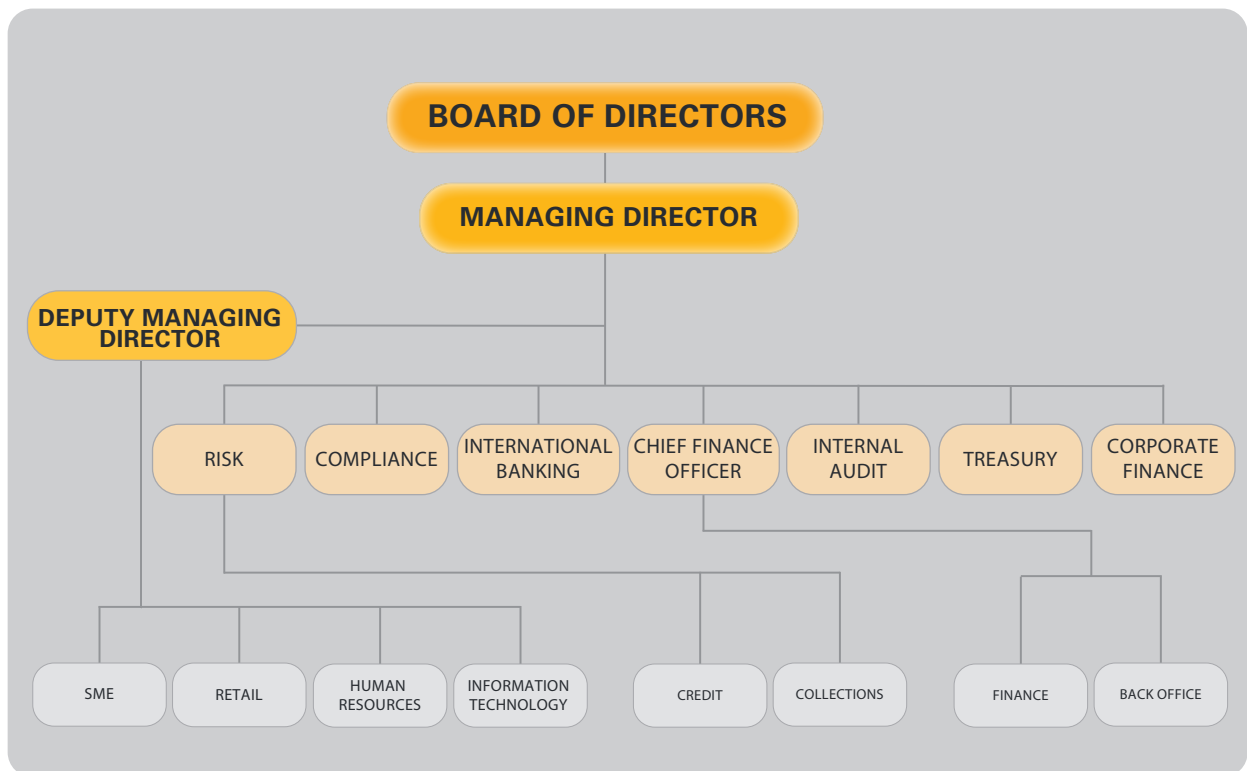 BOARD OF DIRECTORS
MANAGING DIRECTOR
DEPUTY MANAGING
DIRECTOR
RISK
COMPLIANCE
INTERNATIONAL
BANKING
CHIEF FINANCE
OFFICER
INTERNAL
AUDIT
TREASURY
CORPORATE
FINANCE
SME
RETAIL
HUMAN
RESOURCES
INFORMATION
TECHNOLOGY
CREDIT
COLLECTIONS
FINANCE
BACK OFFICE